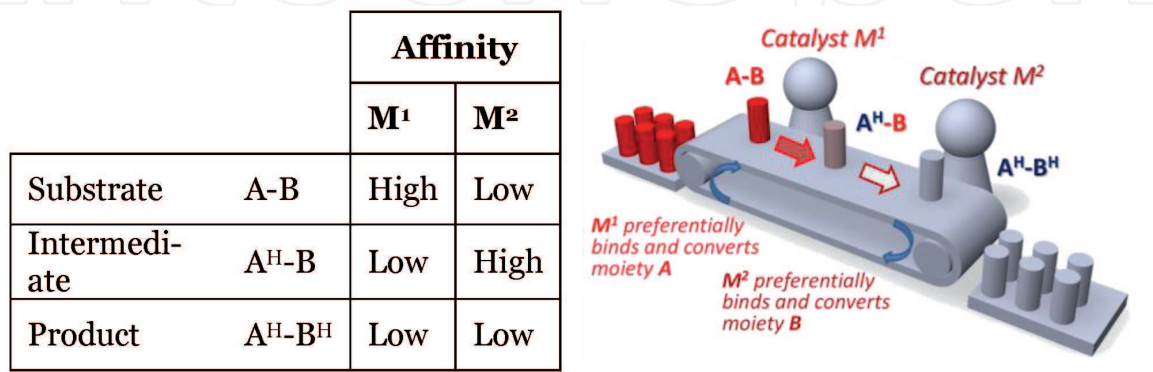 Affinity
M¹ M²
Substrate A-B High Low
Intermedi-
ate Aᴴ-B Low High
Product Aᴴ-Bᴴ Low Low
Catalyst M¹
Catalyst M²
A-B
Aᴴ-B
Aᴴ-Bᴴ
M¹ preferentially
binds and converts
moiety A
M² preferentially
binds and converts
moiety B